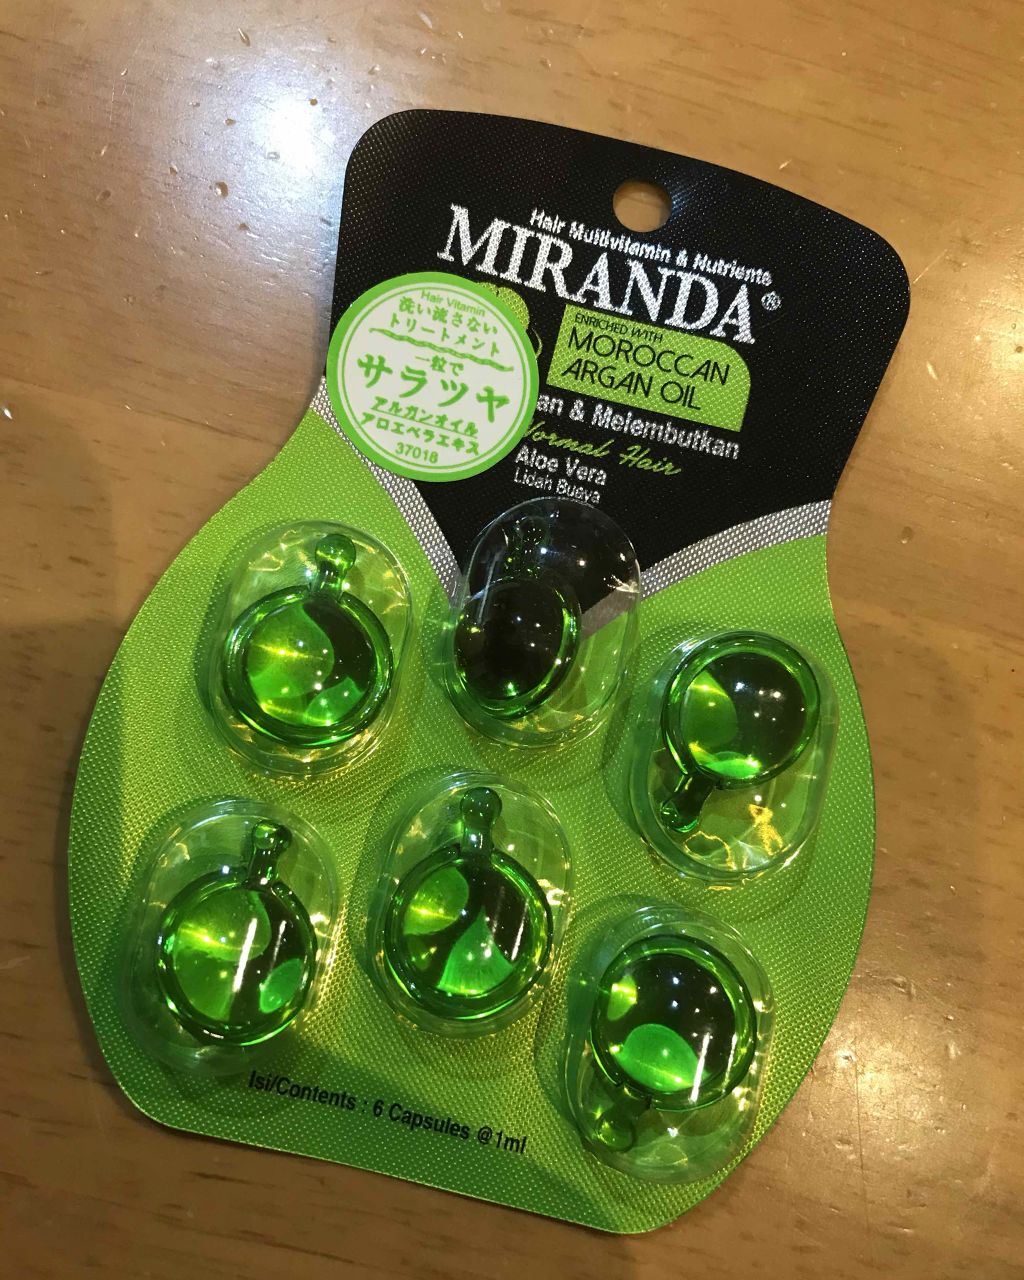 Hair Multivitamin & Nutrients
MIRANDA®
ENRICHED WITH
MOROCCAN
ARGAN OIL
an & Melembutkan
Normal Hair
Aloe Vera
Lidah Buaya
Hair Vitamin
洗い流さない
トリートメント
一粒で
サラツヤ
アルガンオイル
アロエベラエキス
37018
Isi/Contents : 6 Capsules @1ml